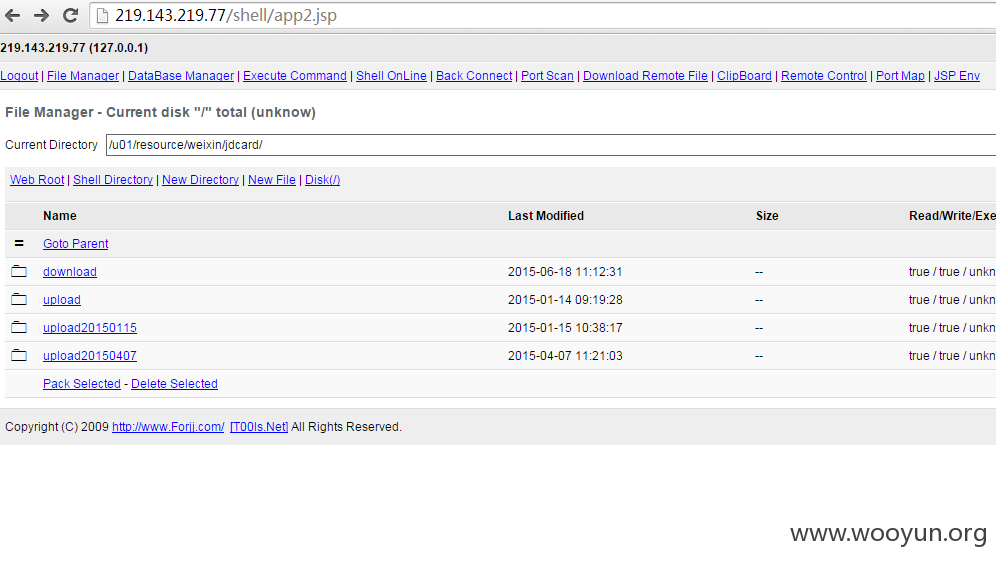 219.143.219.77/shell/app2.jsp
219.143.219.77 (127.0.0.1)
Logout | File Manager | DataBase Manager | Execute Command | Shell OnLine | Back Connect | Port Scan | Download Remote File | ClipBoard | Remote Control | Port Map | JSP Env
File Manager - Current disk "/" total (unknow)
Current Directory /u01/resource/weixin/jdcard/
Web Root | Shell Directory | New Directory | New File | Disk(/)
Name Last Modified Size Read/Write/Exe
= Goto Parent
download 2015-06-18 11:12:31 -- true / true / unkn
upload 2015-01-14 09:19:28 -- true / true / unkn
upload20150115 2015-01-15 10:38:17 -- true / true / unkn
upload20150407 2015-04-07 11:21:03 -- true / true / unkn
Pack Selected - Delete Selected
Copyright (C) 2009 http://www.Forjj.com/ [T00ls.Net] All Rights Reserved.
www.wooyun.org